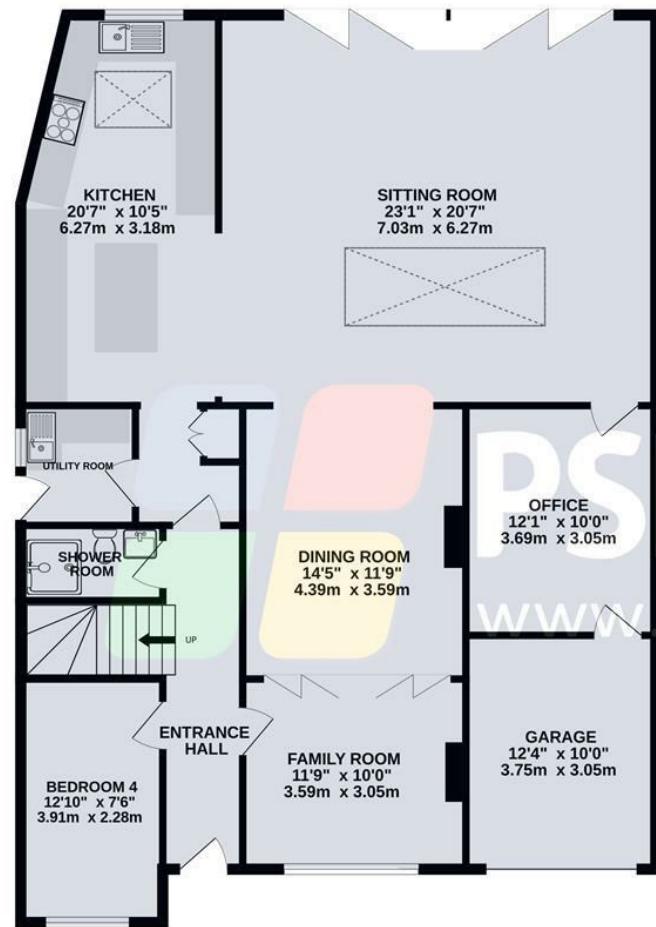 KITCHEN
20'7" x 10'5"
6.27m x 3.18m
SITTING ROOM
23'1" x 20'7"
7.03m x 6.27m
UTILITY ROOM
SHOWER
ROOM
UP
DINING ROOM
14'5" x 11'9"
4.39m x 3.59m
OFFICE
12'1" x 10'0"
3.69m x 3.05m
PS
www.
ENTRANCE
HALL
FAMILY ROOM
11'9" x 10'0"
3.59m x 3.05m
GARAGE
12'4" x 10'0"
3.75m x 3.05m
BEDROOM 4
12'10" x 7'6"
3.91m x 2.28m